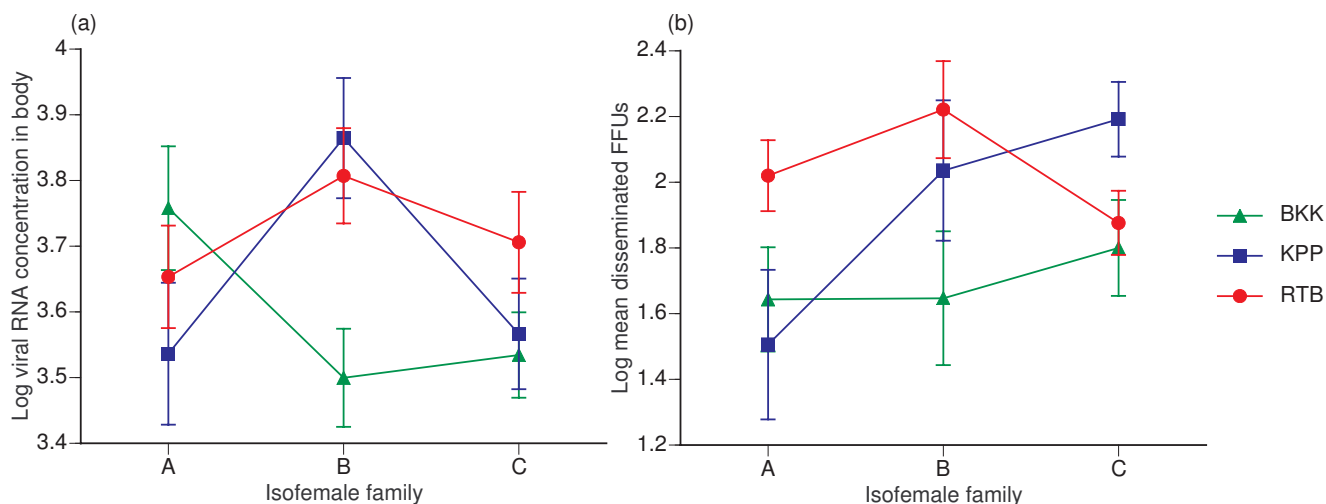 (a)
Log viral RNA concentration in body
4
3.9
3.8
3.7
3.6
3.5
3.4
A B C
Isofemale family
(b)
Log mean disseminated FFUs
2.4
2.2
2
1.8
1.6
1.4
1.2
A B C
Isofemale family
BKK
KPP
RTB